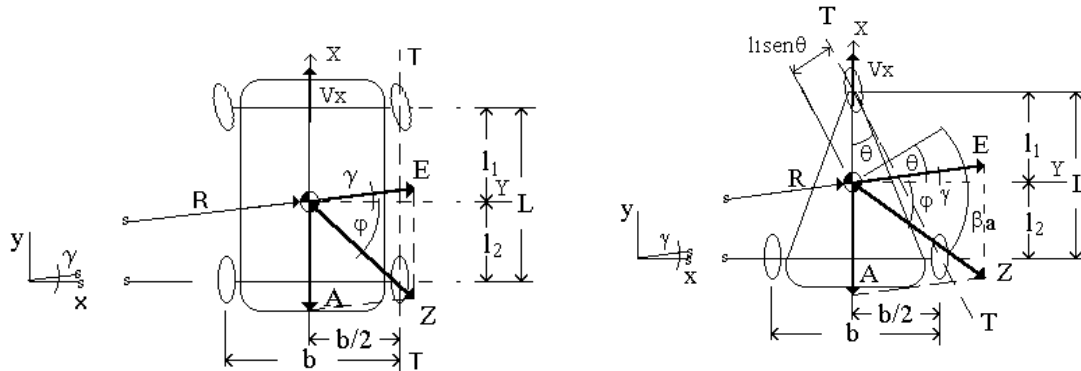 X
T
Vx
l₁
E
γ
Y
R
L
φ
l₂
y
γ
s
s
s
s
x
A
Z
b/2
b
T
T
X
l₁senθ
Vx
θ
l₁
E
θ
Y
R
γ
L
φ
s
βa
l₂
y
γ
s
s
s
x
A
Z
b/2
b
T